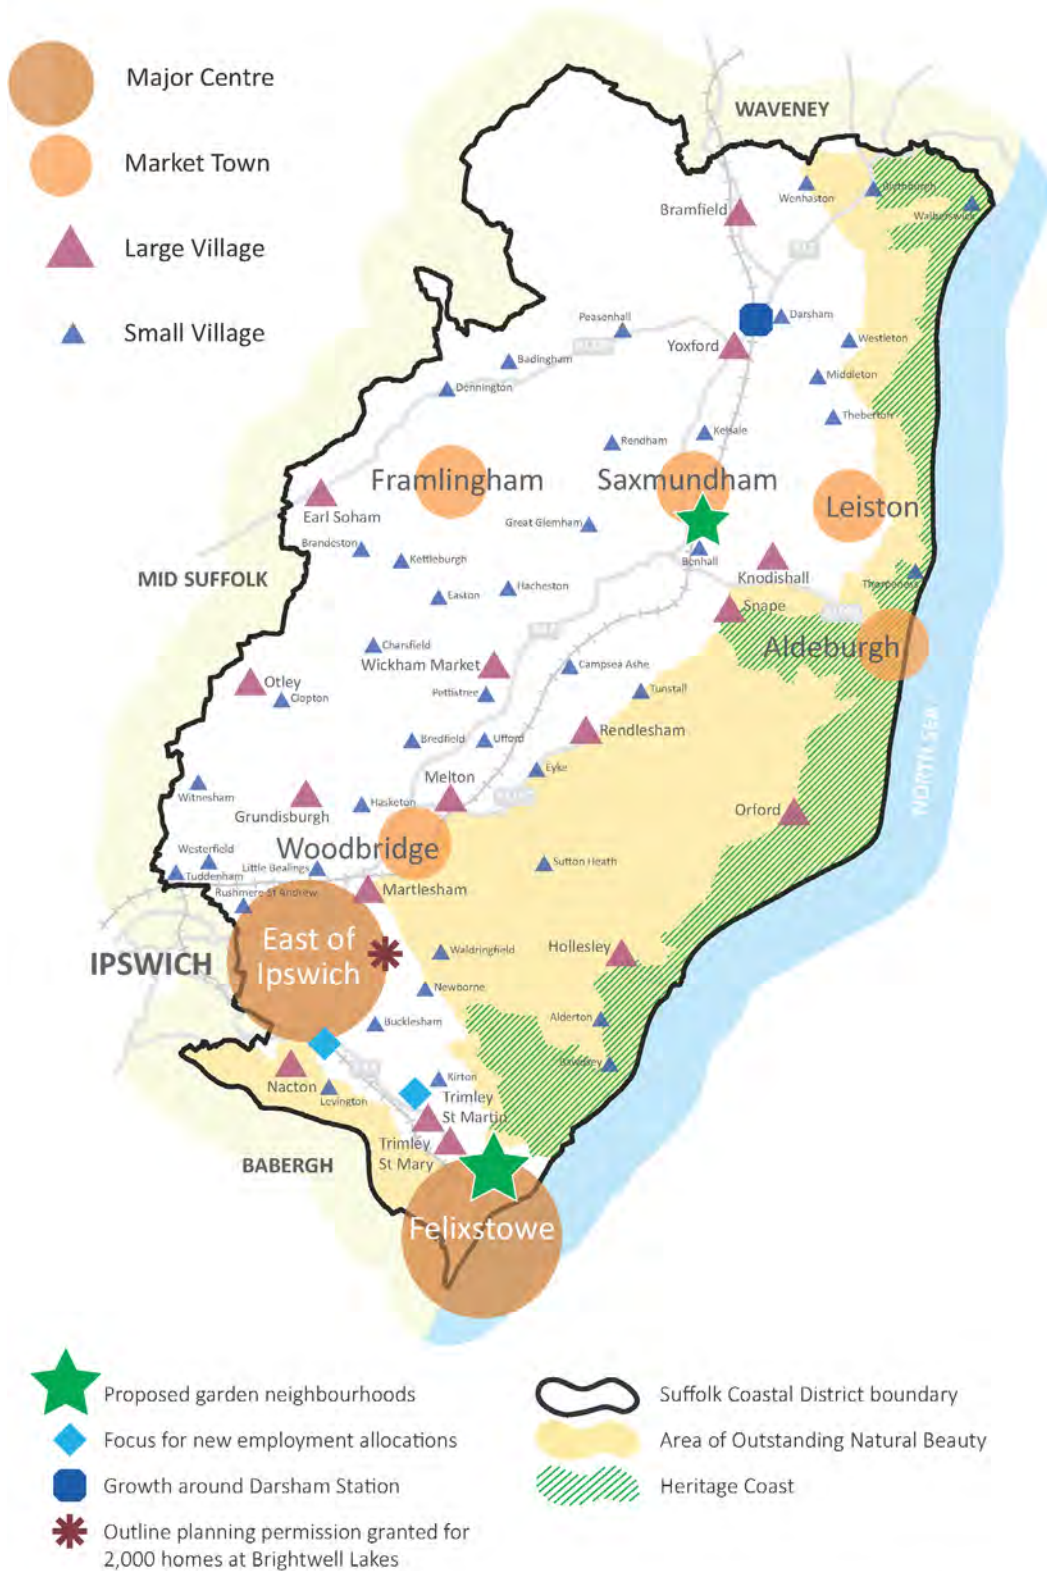 Major Centre
Market Town
Large Village
Small Village
WAVENEY
Wenhaston
Blythburgh
Walberswick
Bramfield
Darsham
Peasenhall
Yoxford
Westleton
Badingham
Middleton
Dennington
Theberton
Kelsale
Rendham
Framlingham
Saxmundham
Leiston
Earl Soham
Great Glemham
Brandeston
Benhall
Kettleburgh
Knodishall
Thorpeness
MID SUFFOLK
Hacheston
Easton
Snape
Charsfield
Aldeburgh
Wickham Market
Campsea Ashe
Otley
Clopton
Pettistree
Tunstall
Rendlesham
Bredfield
Ufford
Eyke
Melton
NORTH SEA
Witnesham
Hasketon
Grundisburgh
Orford
Woodbridge
Westerfield
Little Bealings
Sutton Heath
Tuddenham
Rushmere St Andrew
Martlesham
IPSWICH
East of
Ipswich
Waldringfield
Hollesley
Newborne
Bucklesham
Alderton
Bawdsey
Nacton
Levington
Kirton
Trimley
St Martin
Trimley
St Mary
BABERGH
Felixstowe
Proposed garden neighbourhoods
Focus for new employment allocations
Growth around Darsham Station
Outline planning permission granted for
2,000 homes at Brightwell Lakes
Suffolk Coastal District boundary
Area of Outstanding Natural Beauty
Heritage Coast